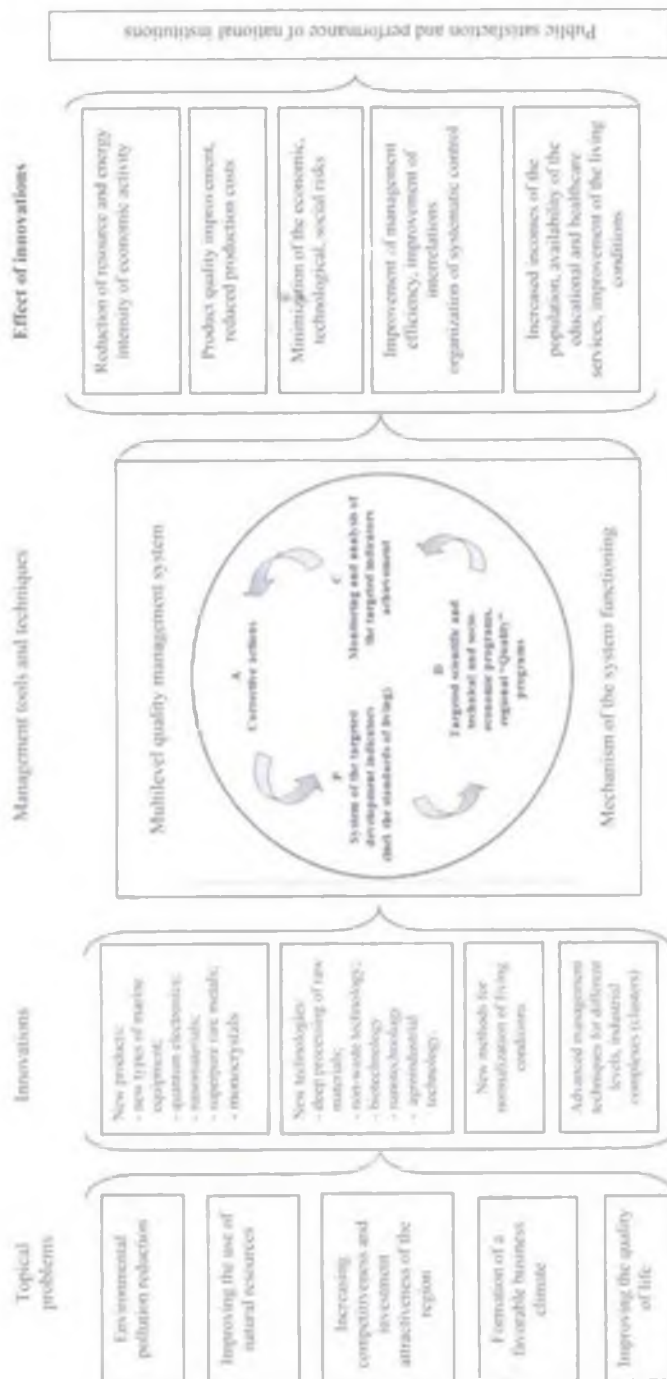 Topical
problems
Environmental
pollution reduction
Improving the use of
natural resources
Increasing
competitiveness and
investment
attractiveness of the
region
Formation of a
favorable business
climate
Improving the quality
of life
Innovations
New products:
- new types of marine
equipment;
- quantum electronics;
- nanomaterials;
- superpure rare metals;
- monocrystals
New technologies:
- deep processing of raw
materials;
- non-waste technology;
- biotechnology
- nanotechnology
- agroindustrial
technology
New methods for
normalization of living
conditions
Advanced management
techniques for different
levels, industrial
complexes (clusters)
Management tools and techniques
Multilevel quality management system
A
Corrective actions
P
System of the targeted
development indicators
(incl. the standards of living)
C
Monitoring and analysis of
the targeted indicators
achievement
D
Targeted scientific and
technical and socio-
economic programs,
regional "Quality"
programs
Mechanism of the system functioning
Effect of innovations
Reduction of resource and energy
intensity of economic activity
Product quality improvement,
reduced production costs
Minimization of the economic,
technological, social risks
Improvement of management
efficiency, improvement of
interrelations
organization of systematic control
Increased incomes of the
population, availability of the
educational and healthcare
services, improvement of the living
conditions
Public satisfaction and performance of national institutions